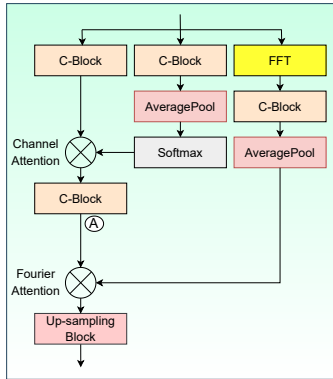 C-Block
C-Block
FFT
AveragePool
C-Block
Channel
Attention
Softmax
AveragePool
C-Block
A
Fourier
Attention
Up-sampling
Block